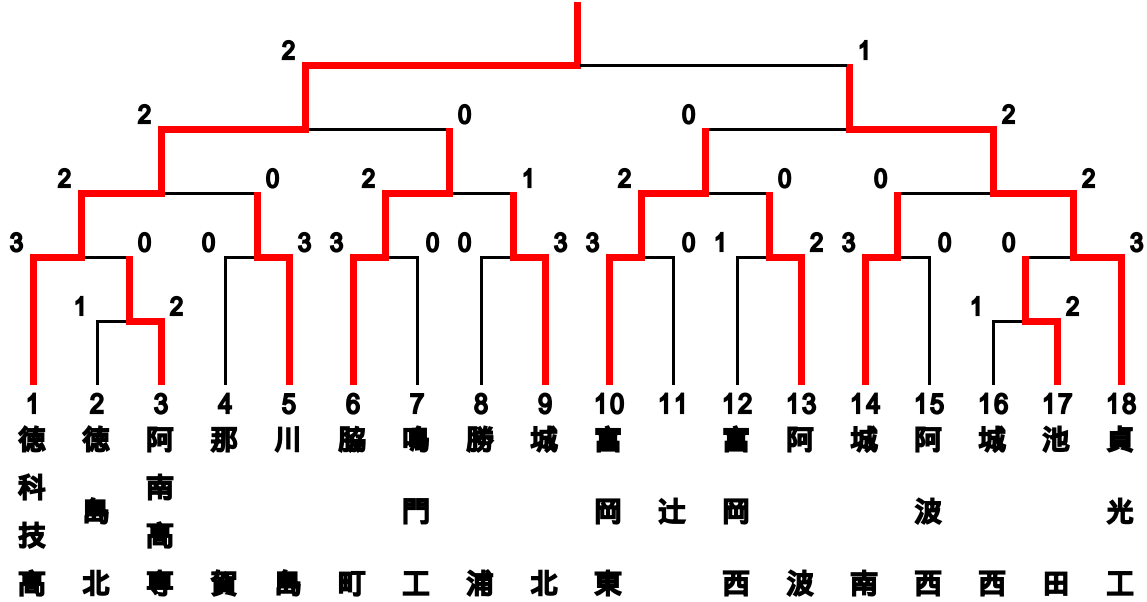 2 1
2 0 0 2
2 0 2 1 2 0 0 2
3 0 0 3 3 0 0 3 3 0 1 2 3 0 0 3
1 2 1 2
1 2 3 4 5 6 7 8 9 10 11 12 13 14 15 16 17 18
徳科技高
徳島北
阿南高専
那賀
川島
脇町
鳴門工
勝浦
城北
富岡東
辻
富岡西
阿波
城南
阿波西
城西
池田
貞光工